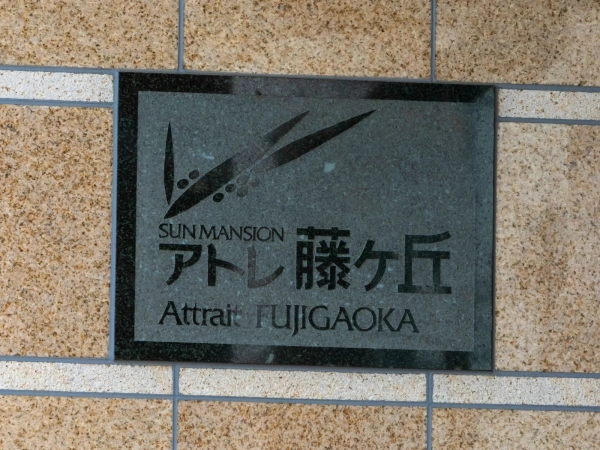 SUN MANSION
アトレ藤ヶ丘
Attrait FUJIGAOKA